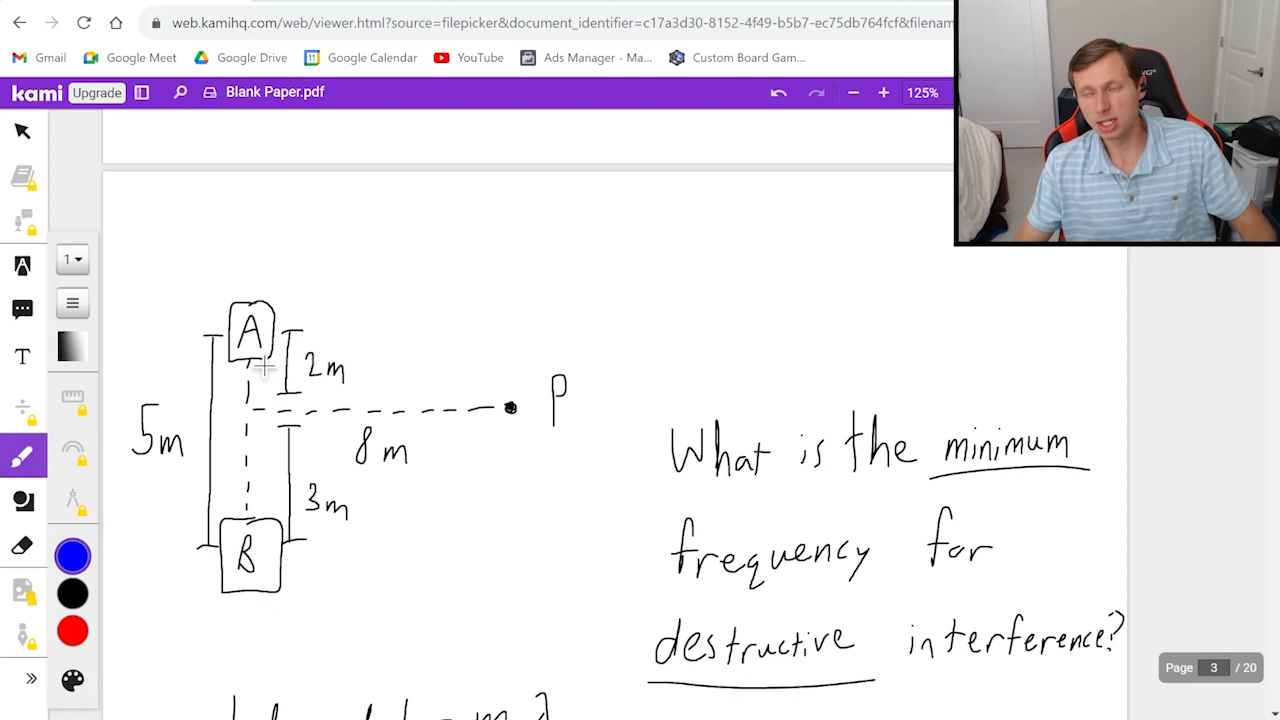 web.kamihq.com/web/viewer.html?source=filepicker&document_identifier=c17a3d30-8152-4f49-b5b7-ec75db764fcf&filenam
Gmail Google Meet Google Drive Google Calendar YouTube Ads Manager - Ma... Custom Board Gam...
kami Upgrade Blank Paper.pdf 125%
1
A
2m
5m
P
8m
3m
B
What is the minimum
frequency for
destructive interference?
Page 3 / 20